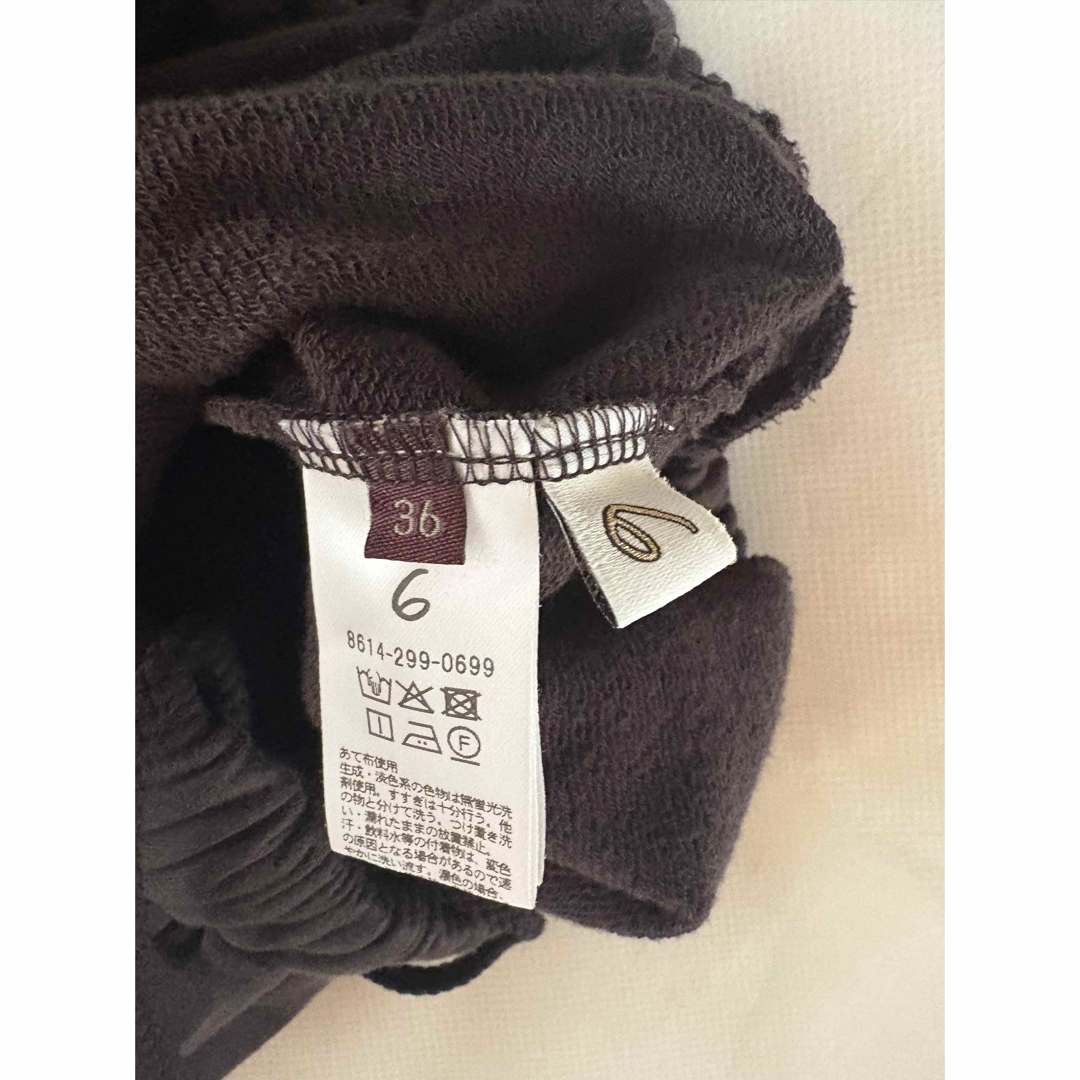 36
6
6
8614-299-0699
F
あて布使用
生成・淡色系の色物は無蛍光洗
剤使用。すすぎは十分行う。他
の物と分けて洗う。つけ置き洗
い・濡れたままの放置禁止。
汗・飲料水等の付着物は、変色
の原因となる場合があるので速
やかに洗い流す。濃色の場合、